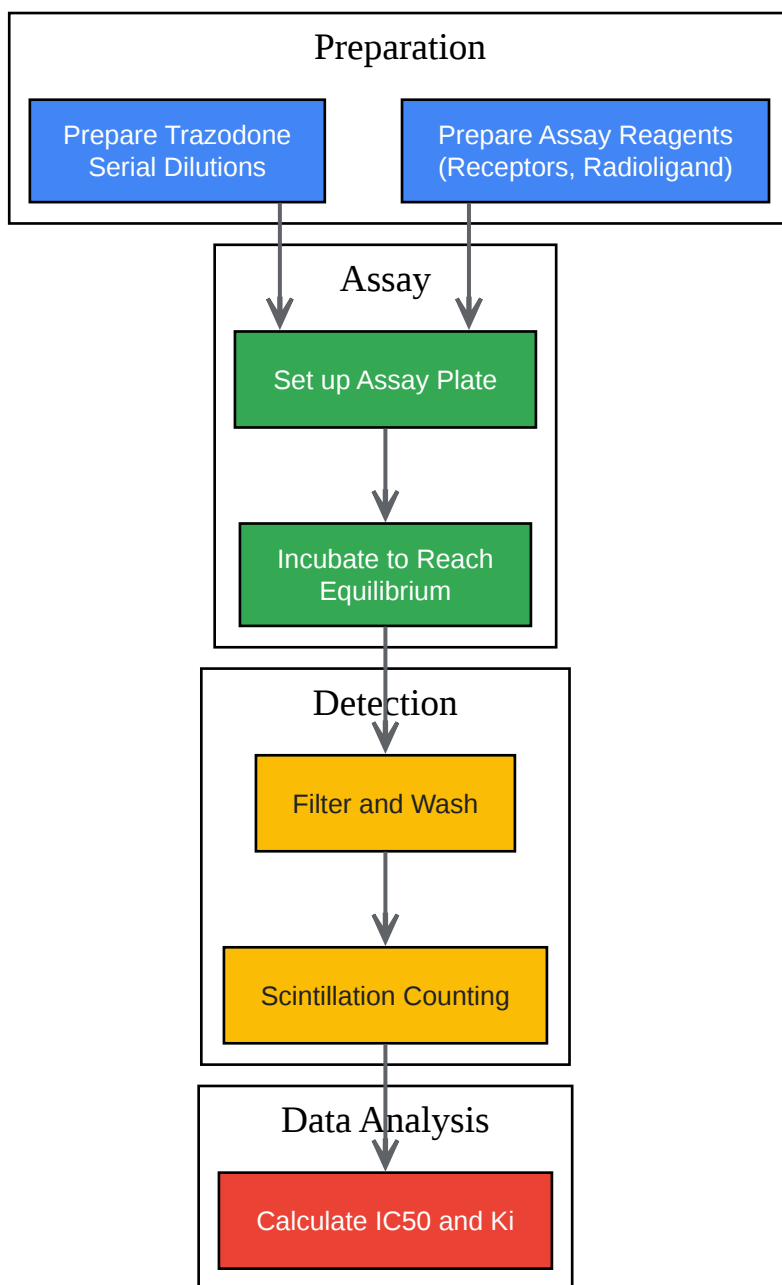 Preparation
Prepare Trazodone
Serial Dilutions
Prepare Assay Reagents
(Receptors, Radioligand)
Assay
Set up Assay Plate
Incubate to Reach
Equilibrium
Detection
Filter and Wash
Scintillation Counting
Data Analysis
Calculate IC50 and Ki